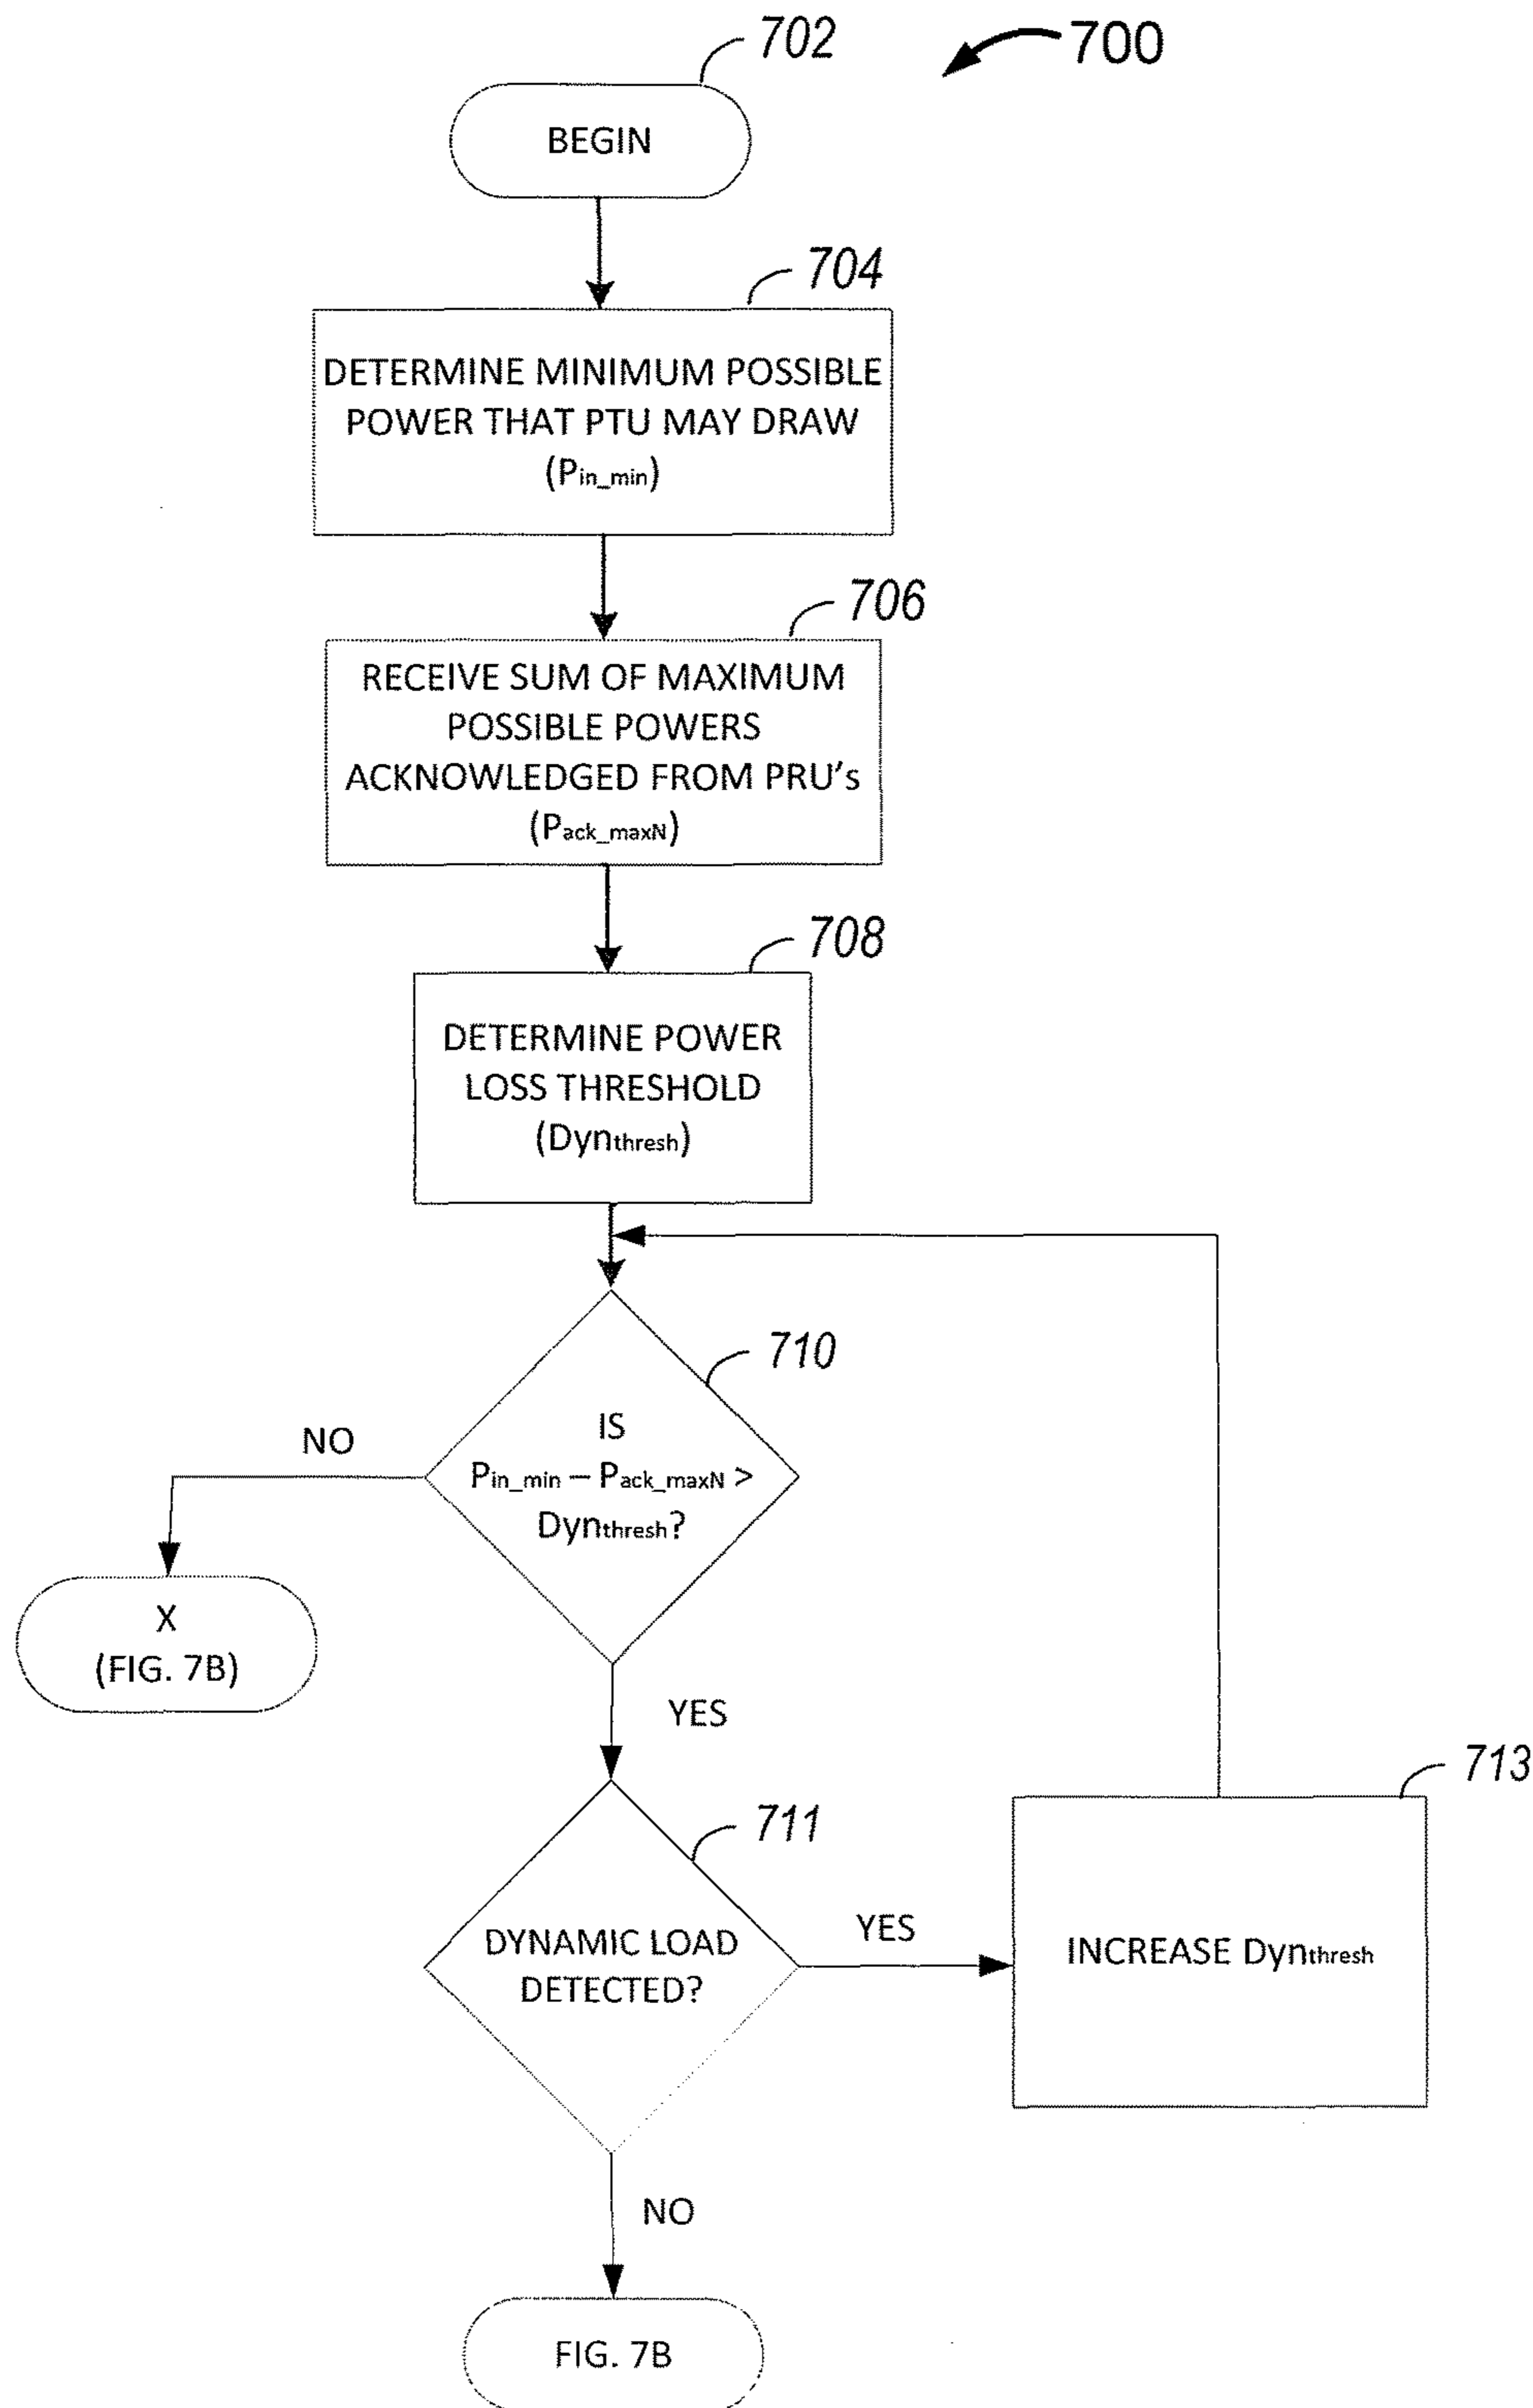 700
702
BEGIN
704
DETERMINE MINIMUM POSSIBLE
POWER THAT PTU MAY DRAW
(Pin_min)
706
RECEIVE SUM OF MAXIMUM
POSSIBLE POWERS
ACKNOWLEDGED FROM PRU's
(Pack_maxN)
708
DETERMINE POWER
LOSS THRESHOLD
(Dynthresh)
710
IS
Pin_min – Pack_maxN >
Dynthresh?
NO
X
(FIG. 7B)
YES
711
DYNAMIC LOAD
DETECTED?
YES
713
INCREASE Dynthresh
NO
FIG. 7B